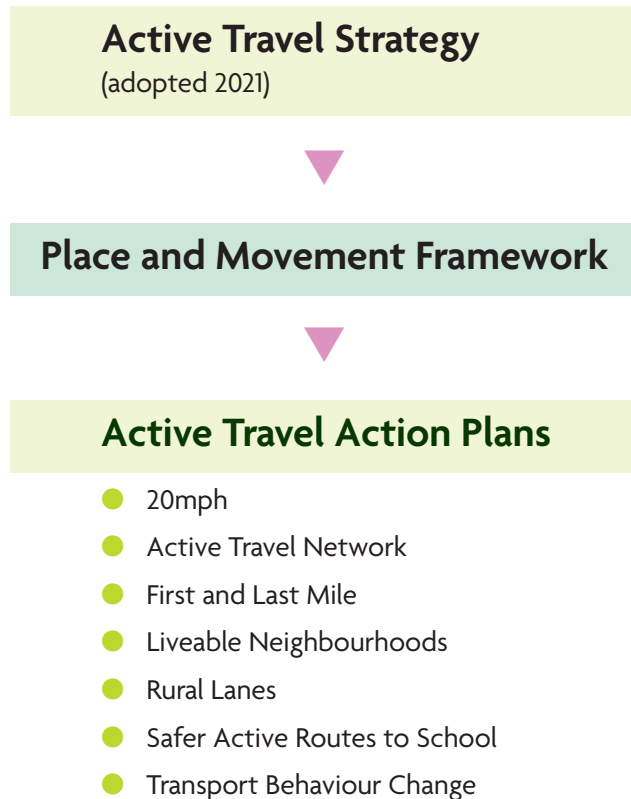 Active Travel Strategy
(adopted 2021)
Place and Movement Framework
Active Travel Action Plans
20mph
Active Travel Network
First and Last Mile
Liveable Neighbourhoods
Rural Lanes
Safer Active Routes to School
Transport Behaviour Change